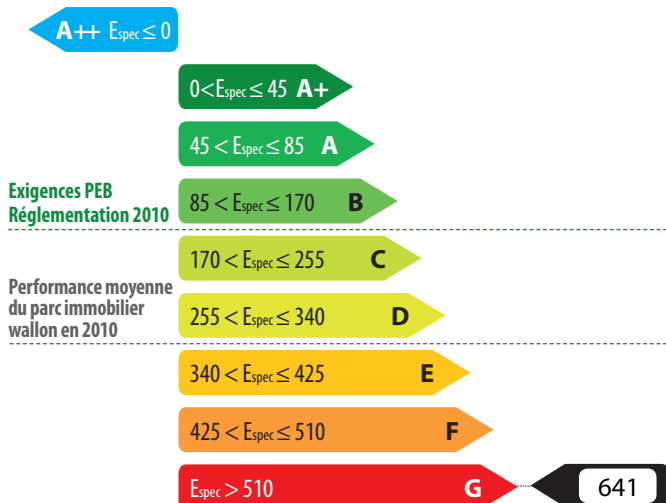 A++ Espec ≤ 0
0 < Espec ≤ 45 A+
45 < Espec ≤ 85 A
Exigences PEB
Réglementation 2010
85 < Espec ≤ 170 B
170 < Espec ≤ 255 C
Performance moyenne
du parc immobilier
wallon en 2010
255 < Espec ≤ 340 D
340 < Espec ≤ 425 E
425 < Espec ≤ 510 F
Espec > 510 G
641